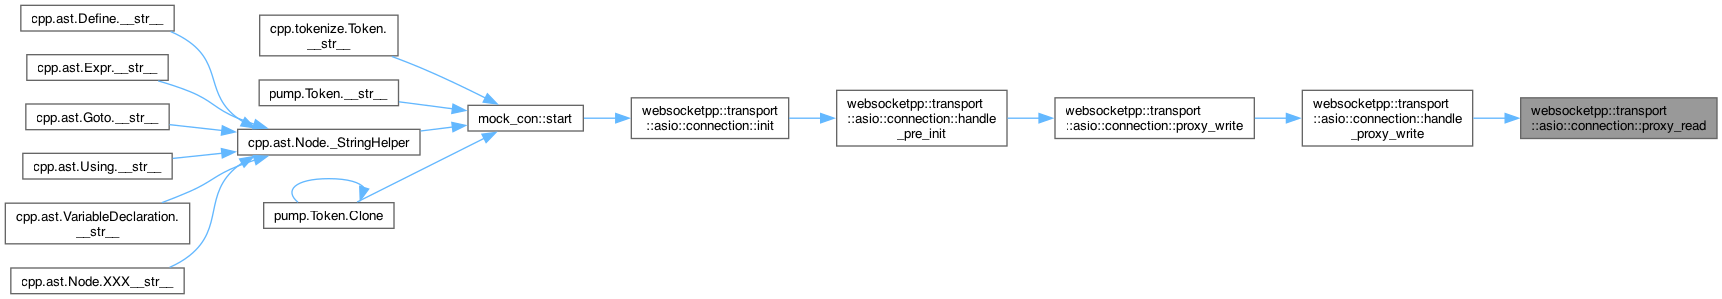 cpp.ast.Define.__str__
cpp.ast.Expr.__str__
cpp.ast.Goto.__str__
cpp.ast.Using.__str__
cpp.ast.VariableDeclaration.
__str__
cpp.ast.Node.XXX__str__
cpp.tokenize.Token.
__str__
pump.Token.__str__
cpp.ast.Node._StringHelper
pump.Token.Clone
mock_con::start
websocketpp::transport
::asio::connection::init
websocketpp::transport
::asio::connection::handle
_pre_init
websocketpp::transport
::asio::connection::proxy_write
websocketpp::transport
::asio::connection::handle
_proxy_write
websocketpp::transport
::asio::connection::proxy_read